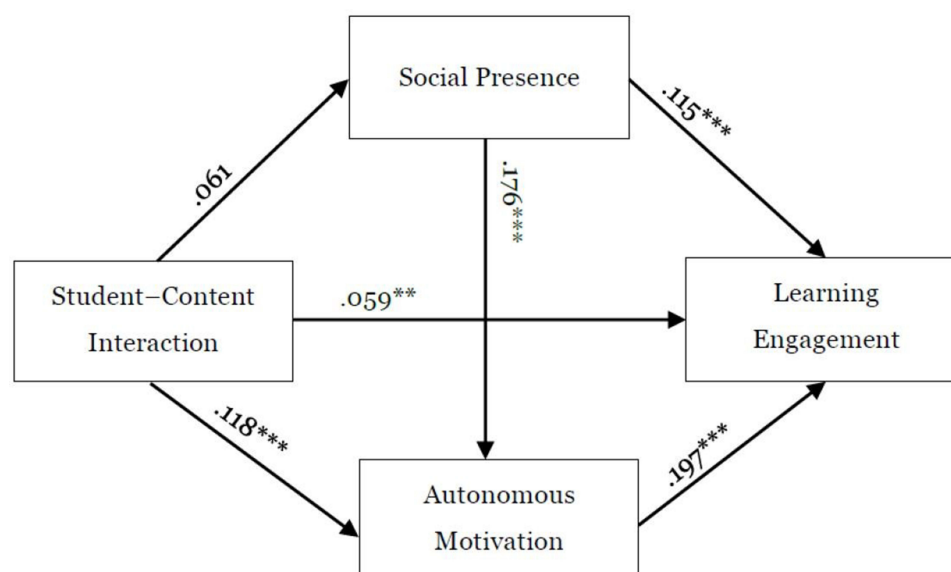 Social Presence
.115***
.061
.176***
Student–Content
Interaction
.059**
Learning
Engagement
.118***
.197***
Autonomous
Motivation